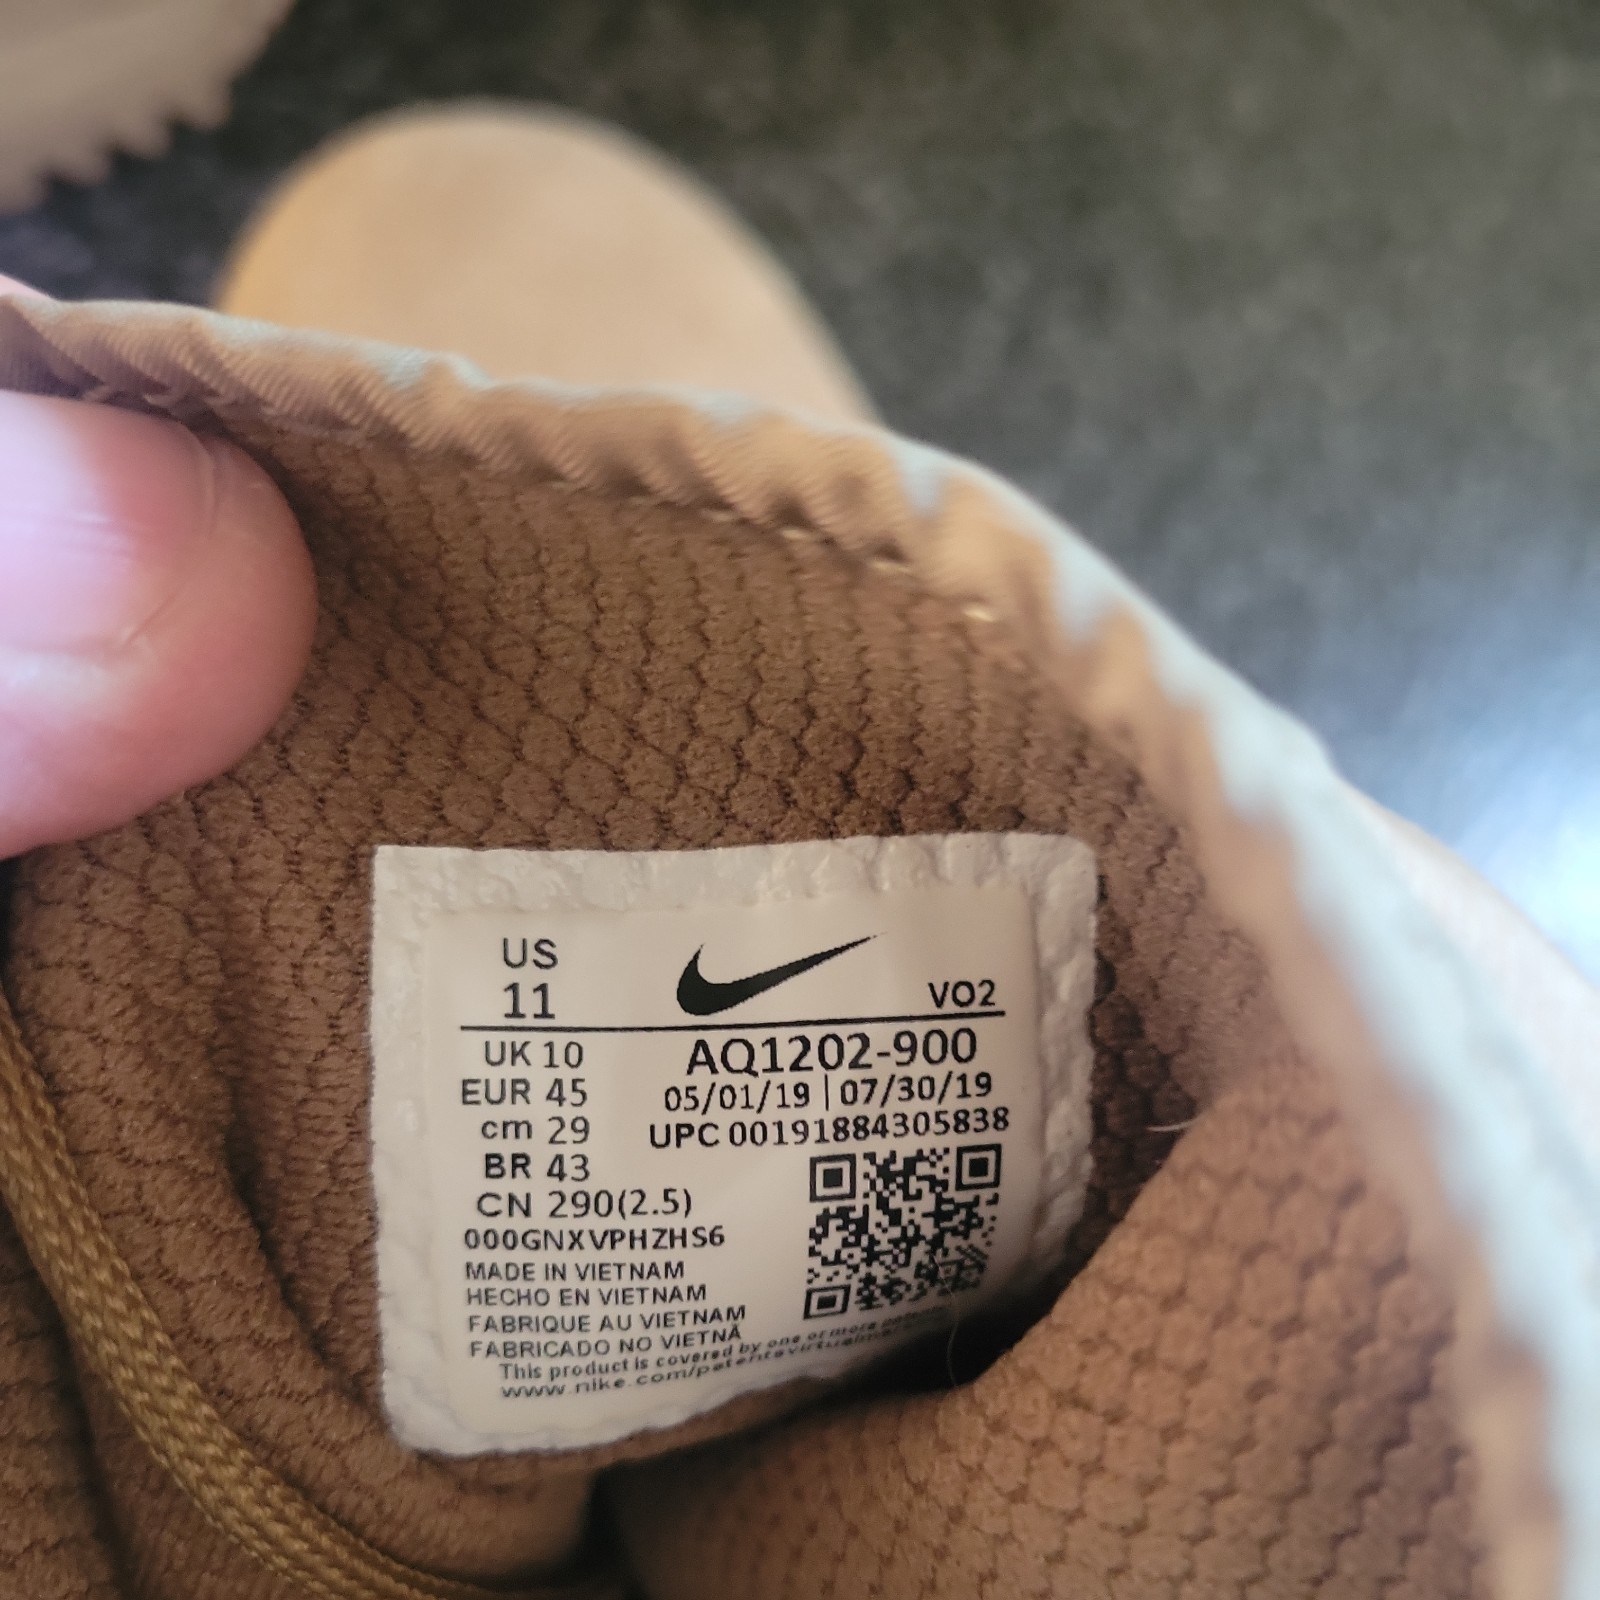 US
11
VO2
UK 10
AQ1202-900
EUR 45
05/01/19 | 07/30/19
cm 29
UPC 00191884305838
BR 43
CN 290(2.5)
000GNXVPHZHS6
MADE IN VIETNAM
HECHO EN VIETNAM
FABRIQUE AU VIETNAM
FABRICADO NO VIETNÃ
This product is covered by one or more
www.nike.com/